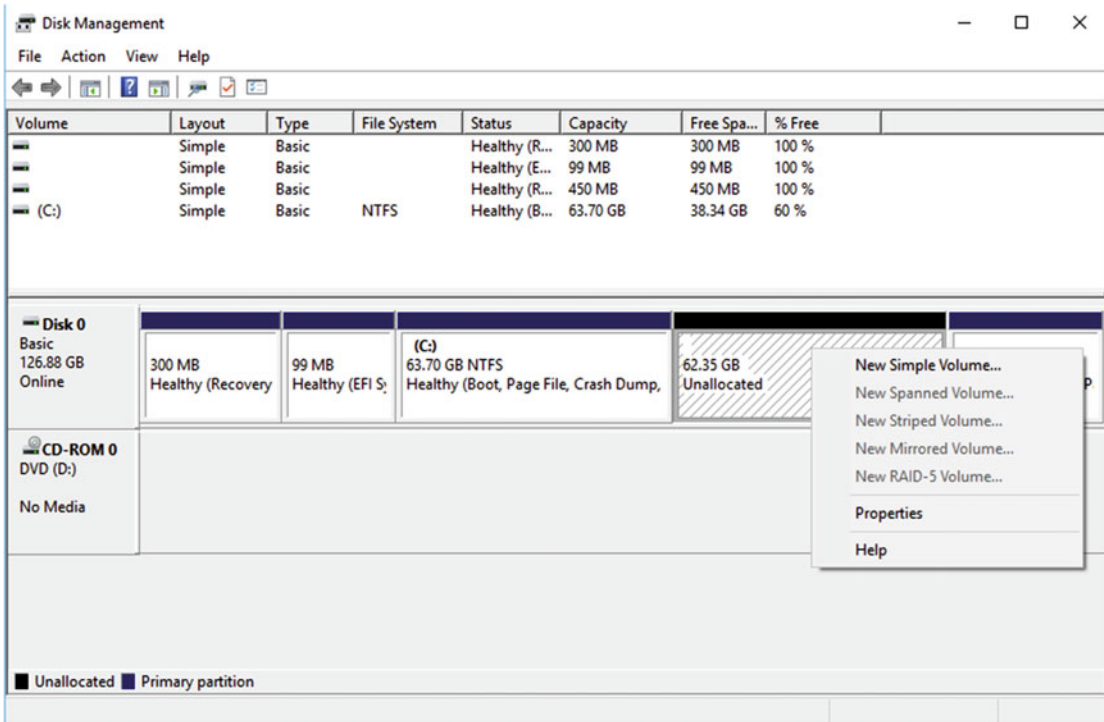 Disk Management
File Action View Help
Volume Layout Type File System Status Capacity Free Spa... % Free
Simple Basic Healthy (R... 300 MB 300 MB 100 %
Simple Basic Healthy (E... 99 MB 99 MB 100 %
Simple Basic Healthy (R... 450 MB 450 MB 100 %
(C:) Simple Basic NTFS Healthy (B... 63.70 GB 38.34 GB 60 %
Disk 0
Basic
126.88 GB
Online
300 MB
Healthy (Recovery
99 MB
Healthy (EFI Sy
(C:)
63.70 GB NTFS
Healthy (Boot, Page File, Crash Dump,
62.35 GB
Unallocated
P
New Simple Volume...
New Spanned Volume...
New Striped Volume...
New Mirrored Volume...
New RAID-5 Volume...
Properties
Help
CD-ROM 0
DVD (D:)
No Media
Unallocated Primary partition